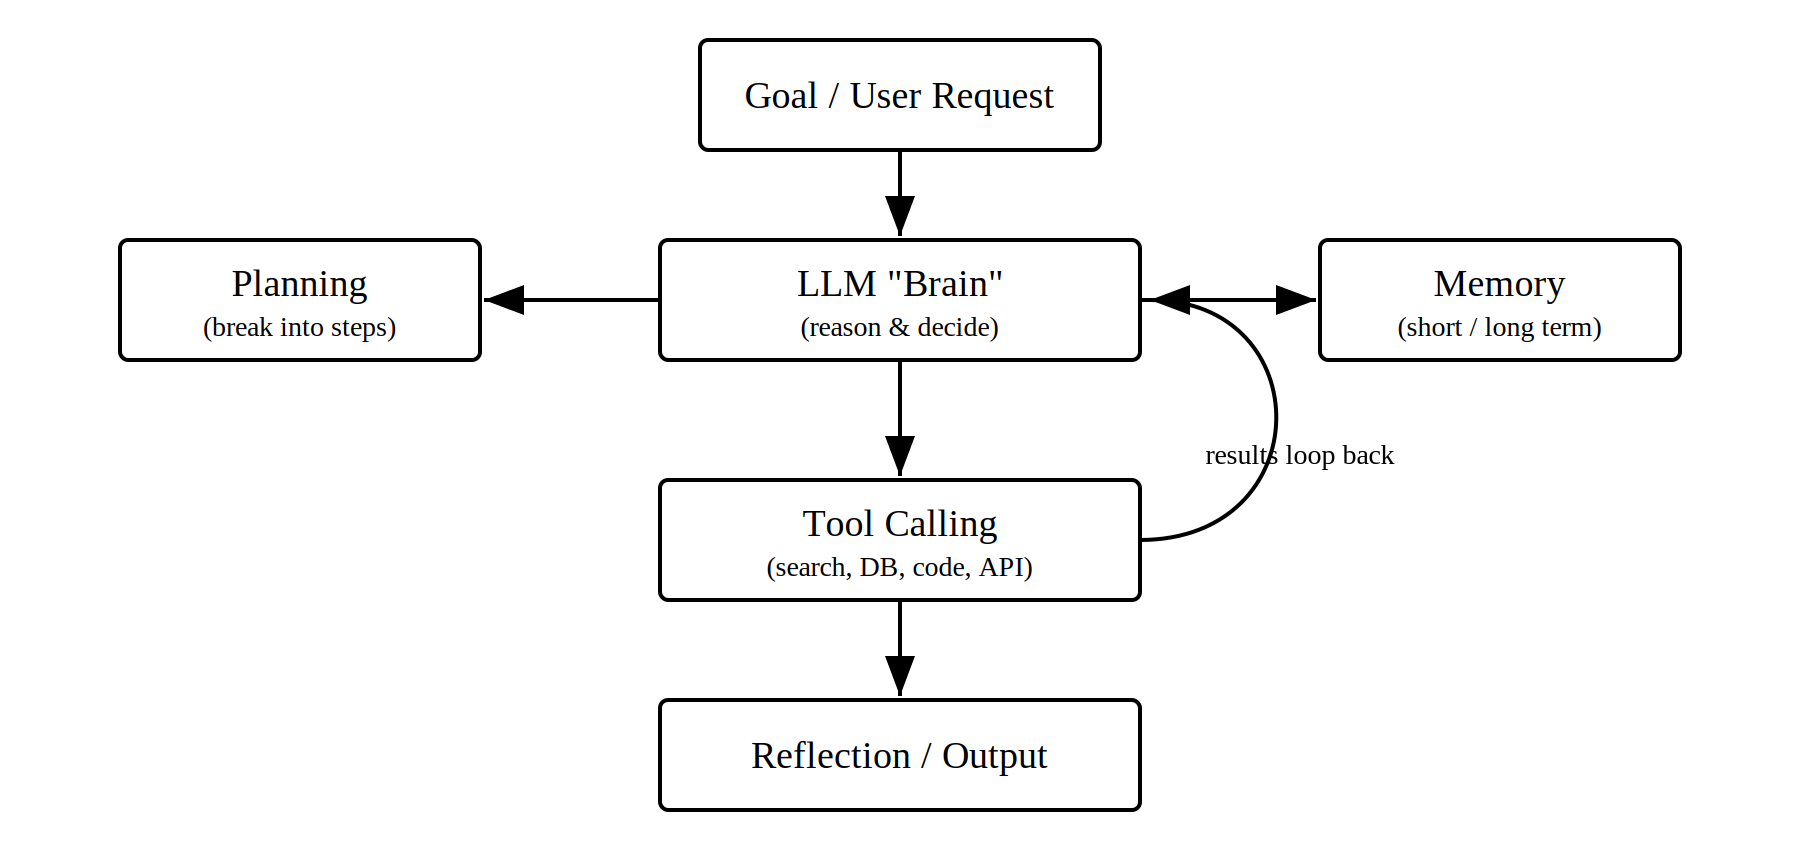 Goal / User Request
Planning
(break into steps)
LLM "Brain"
(reason & decide)
Memory
(short / long term)
results loop back
Tool Calling
(search, DB, code, API)
Reflection / Output